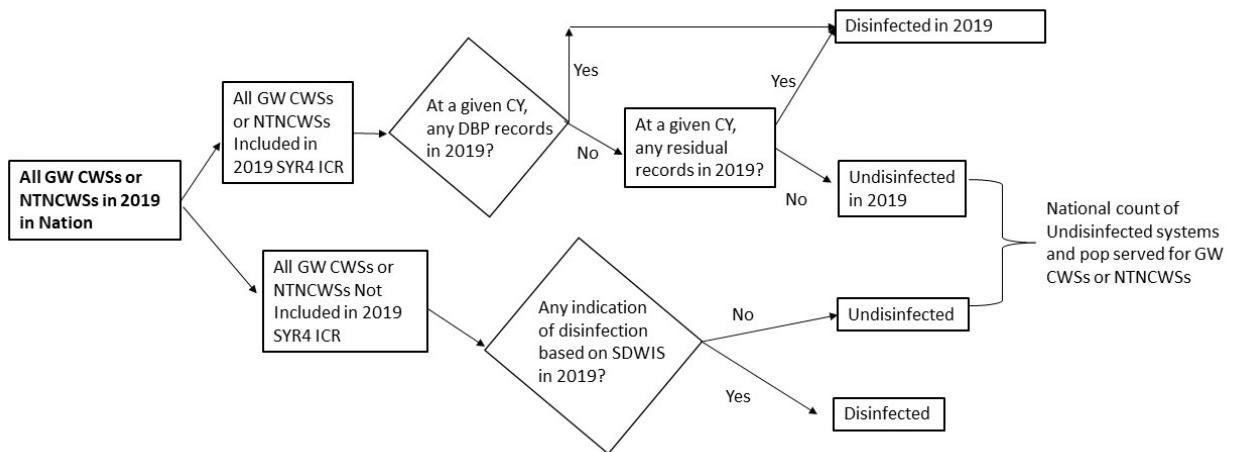 All GW CWSs or
NTNCWSs in 2019
in Nation
All GW CWSs
or NTNCWSs
Included in
2019 SYR4 ICR
At a given CY,
any DBP records
in 2019?
Yes
No
At a given CY,
any residual
records in 2019?
Yes
No
Disinfected in 2019
Undisinfected
in 2019
All GW CWSs or
NTNCWSs Not
Included in 2019
SYR4 ICR
Any indication
of disinfection
based on SDWIS
in 2019?
No
Yes
Undisinfected
Disinfected
National count of
Undisinfected systems
and pop served for GW
CWSs or NTNCWSs